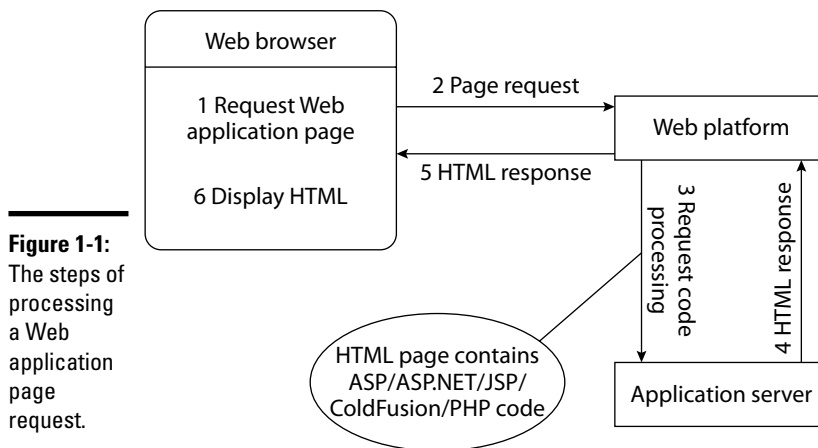 Web browser
1 Request Web
application page
6 Display HTML
2 Page request
5 HTML response
Web platform
3 Request code
processing
4 HTML response
HTML page contains
ASP/ASP.NET/JSP/
ColdFusion/PHP code
Application server
Figure 1-1:
The steps of
processing
a Web
application
page
request.